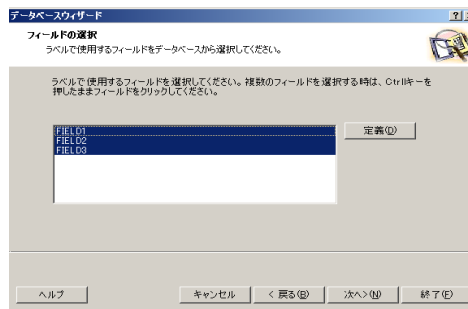 データベースウィザード
フィールドの選択
ラベルで使用するフィールドをデータベースから選択してください。
ラベルで使用するフィールドを選択してください。複数のフィールドを選択する時は、Ctrlキーを
押したままフィールドをクリックしてください。
FIELD1
FIELD2
FIELD3
定義(D)
ヘルプ
キャンセル
< 戻る(B)
次へ>(N)
終了(E)